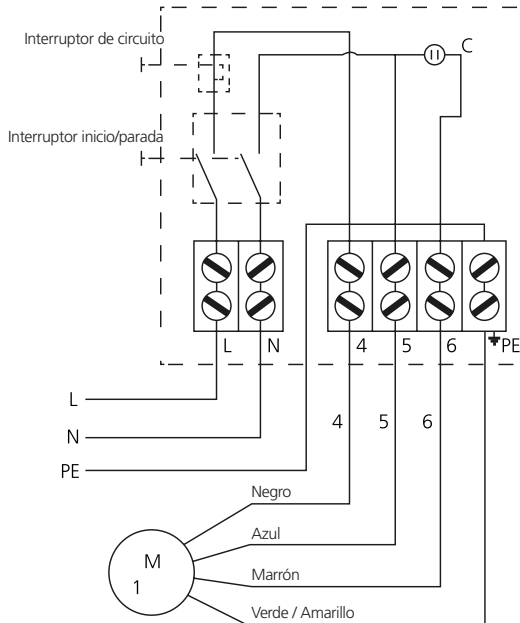 Interruptor de circuito
C
Interruptor inicio/parada
L N 4 5 6 PE
L
N
PE
4 5 6
Negro
Azul
Marrón
Verde / Amarillo
M
1